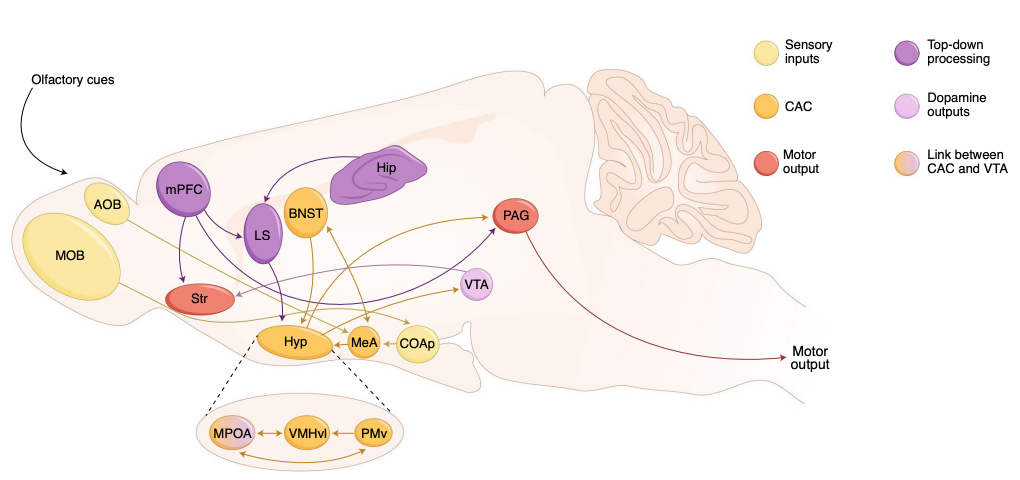 Olfactory cues
AOB
MOB
mPFC
Hip
LS
BNST
PAG
Str
VTA
Hyp
MeA
COAp
MPOA
VMHvl
PMv
Motor
output
Sensory
inputs
CAC
Motor
output
Top-down
processing
Dopamine
outputs
Link between
CAC and VTA